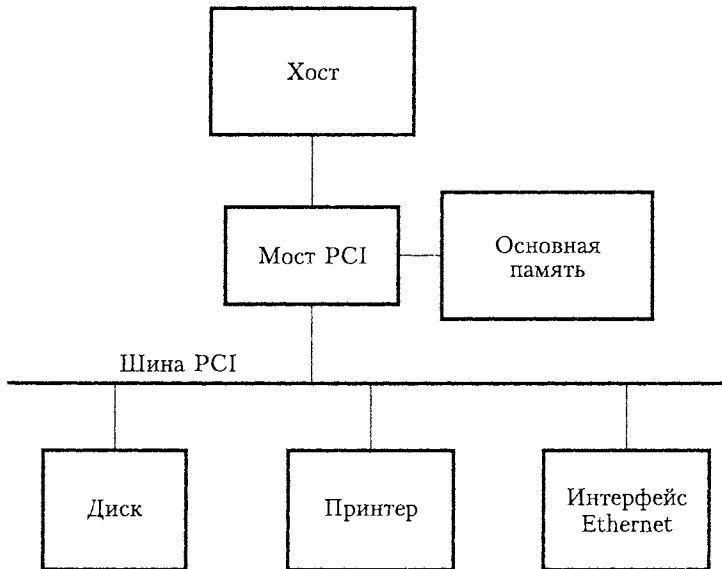 Хост
Мост PCI
Основная
память
Шина PCI
Диск
Принтер
Интерфейс
Ethernet